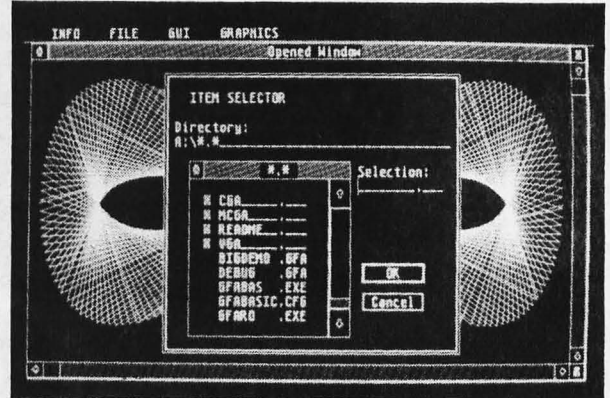 INFO FILE GUI GRAPHICS
Opened Window
ITEM SELECTOR
Directory:
A:\*.*
*.*
Selection:
CGA
MCGA
README
VGA
BIGDEMO .GFA
DEBUG .GFA
GFABAS .EXE
GFABASIC.CFG
GFARO .EXE
OK
Cancel